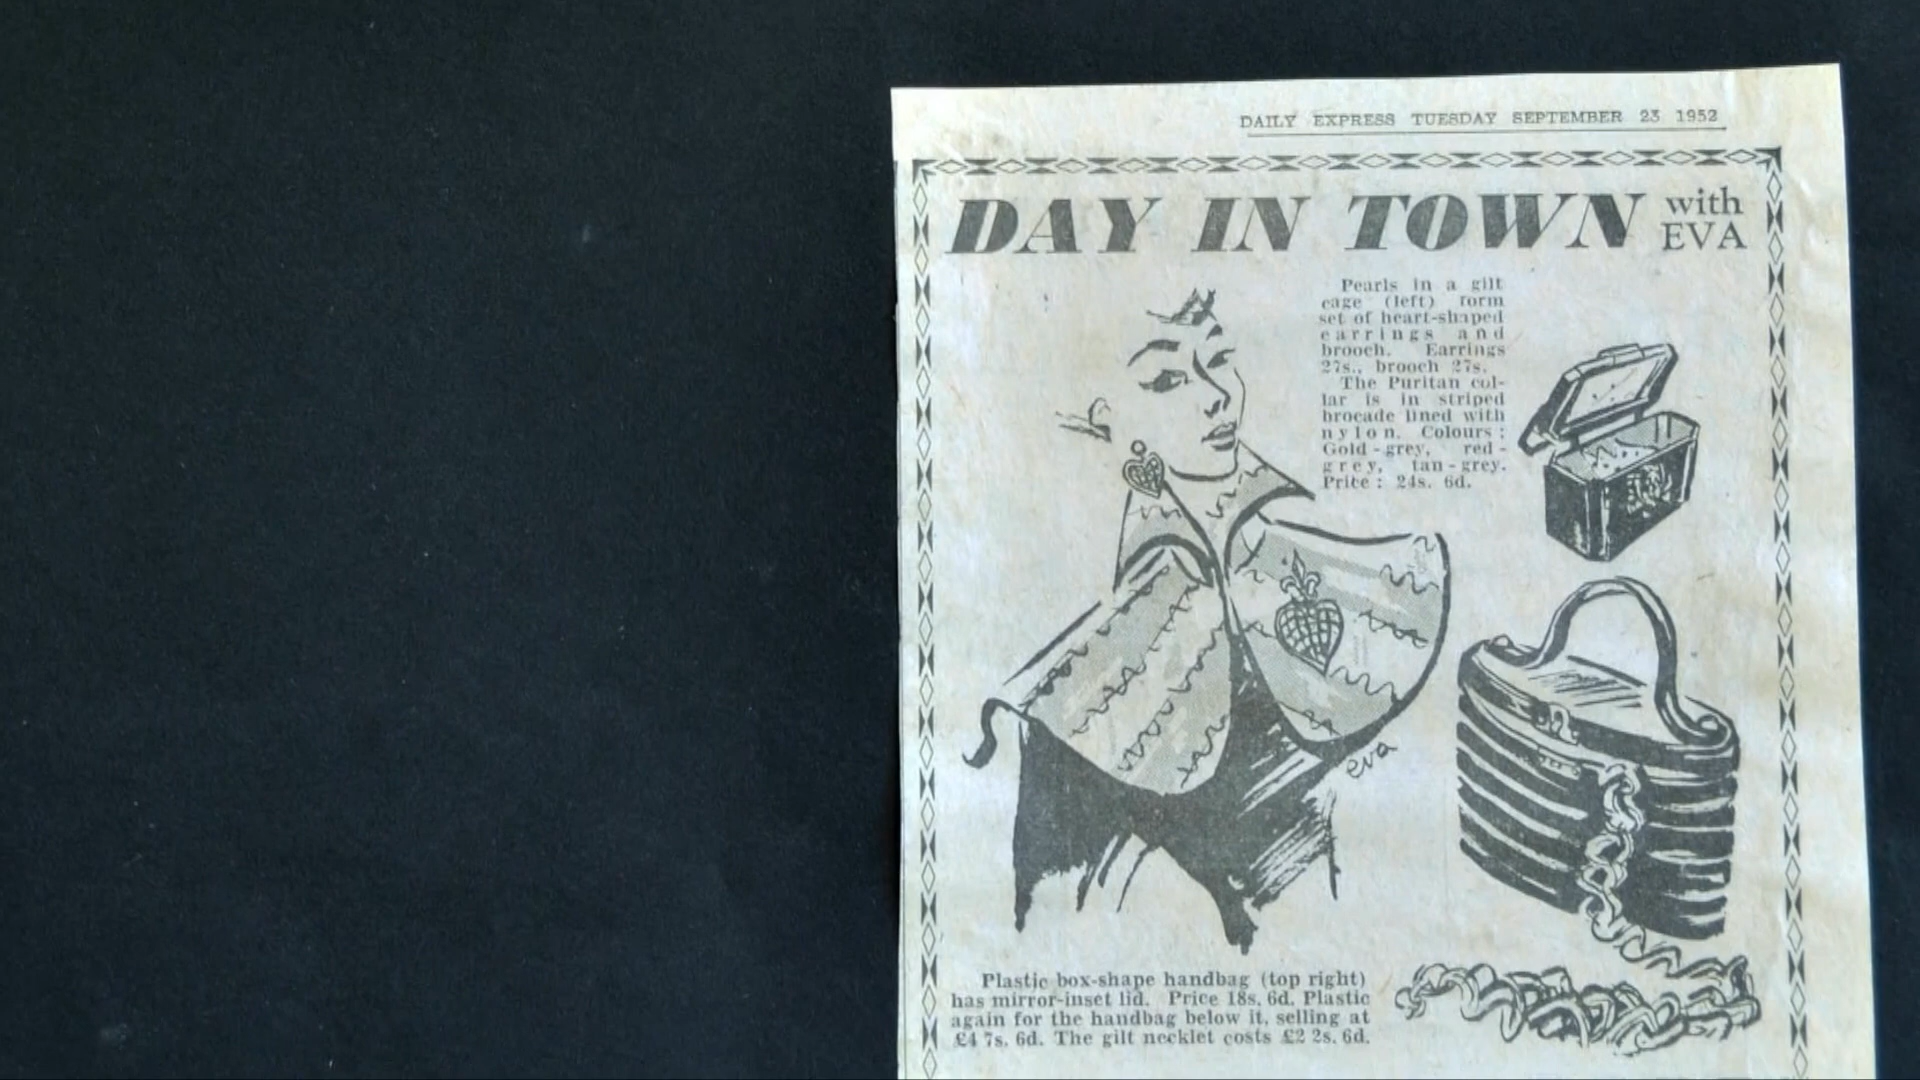 DAILY EXPRESS TUESDAY SEPTEMBER 23 1952
DAY IN TOWN with
EVA
Pearls in a gilt
cage (left) form
set of heart-shaped
earrings and
brooch. Earrings
27s., brooch 27s.
The Puritan col-
lar is in striped
brocade lined with
nylon. Colours :
Gold-grey, red-
grey, tan-grey.
Price : 24s. 6d.
eva
Plastic box-shape handbag (top right)
has mirror-inset lid. Price 18s. 6d. Plastic
again for the handbag below it, selling at
£4 7s. 6d. The gilt necklet costs £2 2s. 6d.